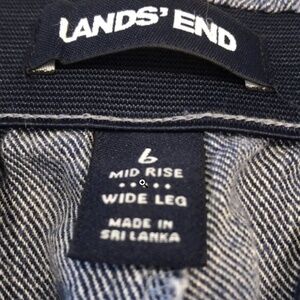 LANDS' END
6
MID RISE
WIDE LEG
MADE IN
SRI LANKA